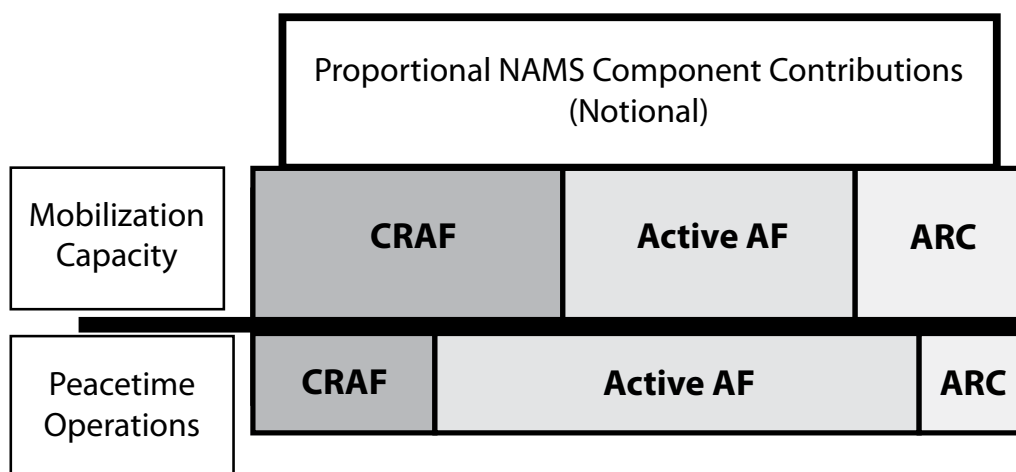 Proportional NAMS Component Contributions
(Notional)
Mobilization
Capacity
CRAF
Active AF
ARC
Peacetime
Operations
CRAF
Active AF
ARC